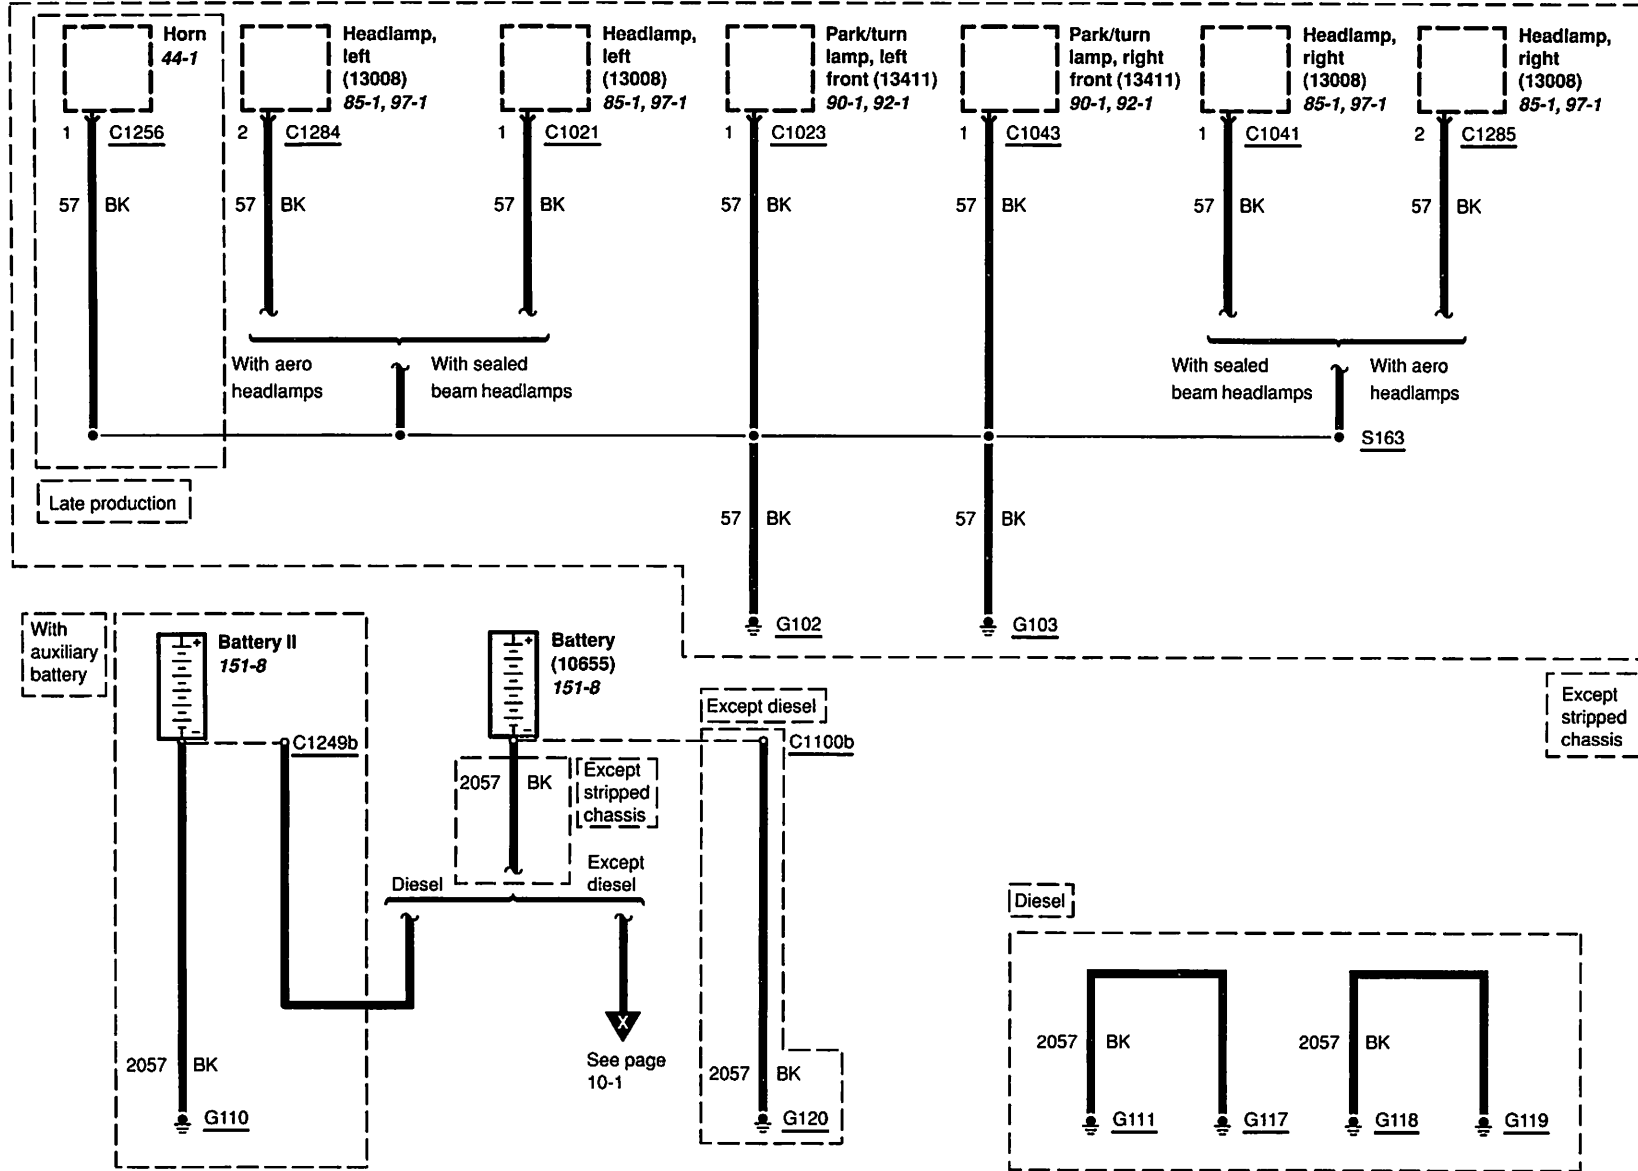 Horn
44-1
Headlamp,
left
(13008)
85-1, 97-1
Headlamp,
left
(13008)
85-1, 97-1
Park/turn
lamp, left
front (13411)
90-1, 92-1
Park/turn
lamp, right
front (13411)
90-1, 92-1
Headlamp,
right
(13008)
85-1, 97-1
Headlamp,
right
(13008)
85-1, 97-1
1 C1256
2 C1284
1 C1021
1 C1023
1 C1043
1 C1041
2 C1285
57 BK
57 BK
57 BK
57 BK
57 BK
57 BK
57 BK
With aero
headlamps
With sealed
beam headlamps
With sealed
beam headlamps
With aero
headlamps
S163
Late production
57 BK
57 BK
G102
G103
With
auxiliary
battery
+
Battery II
151-8
-
+
Battery
(10655)
151-8
-
Except
stripped
chassis
Except diesel
C1249b
C1100b
2057 BK
Except
stripped
chassis
Diesel
Except
diesel
X
See page
10-1
2057 BK
G110
2057 BK
G120
Diesel
2057 BK
2057 BK
G111
G117
G118
G119